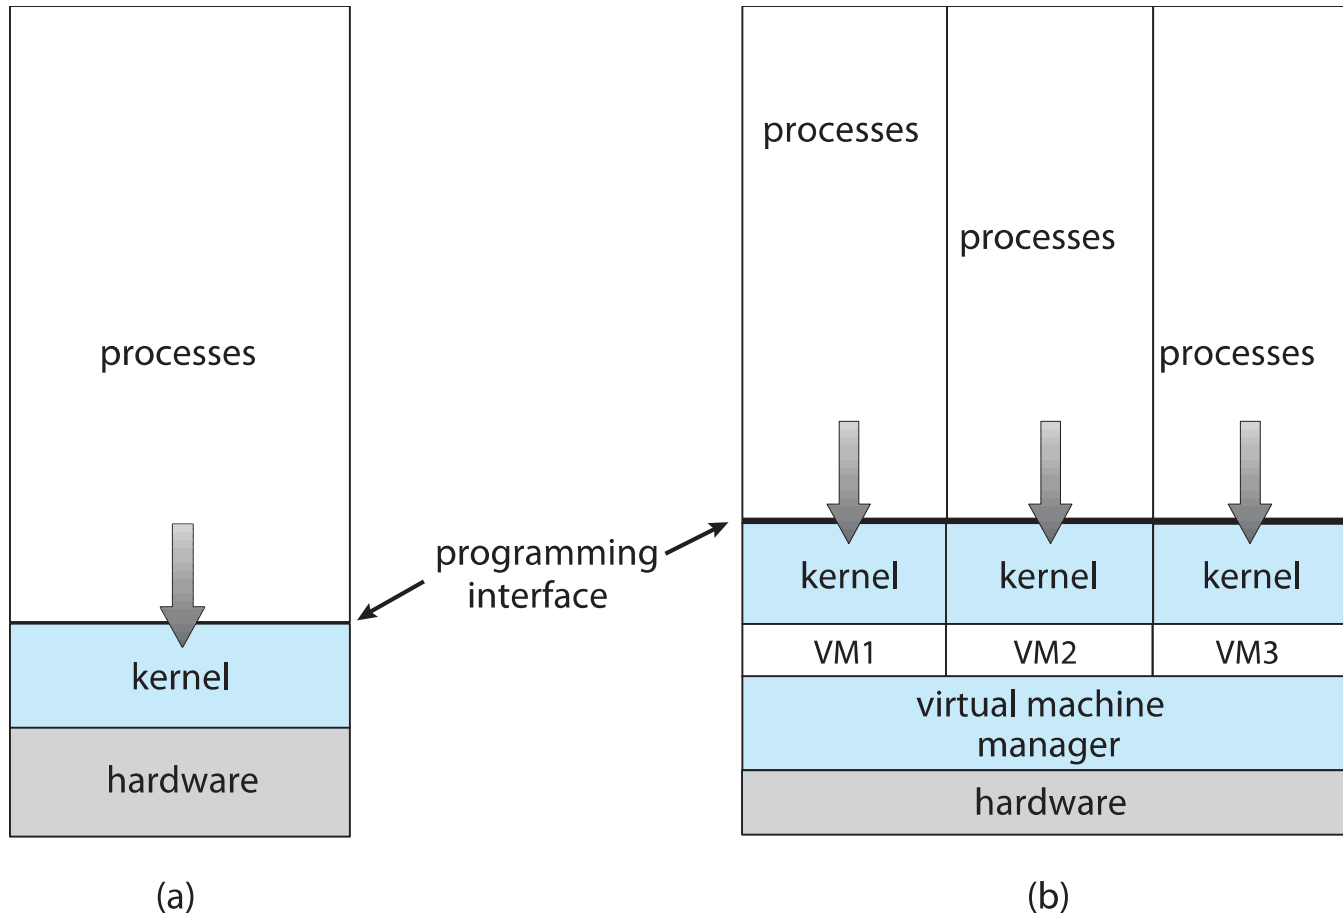 processes
kernel
hardware
(a)
programming
interface
processes
processes
processes
kernel
kernel
kernel
VM1
VM2
VM3
virtual machine
manager
hardware
(b)